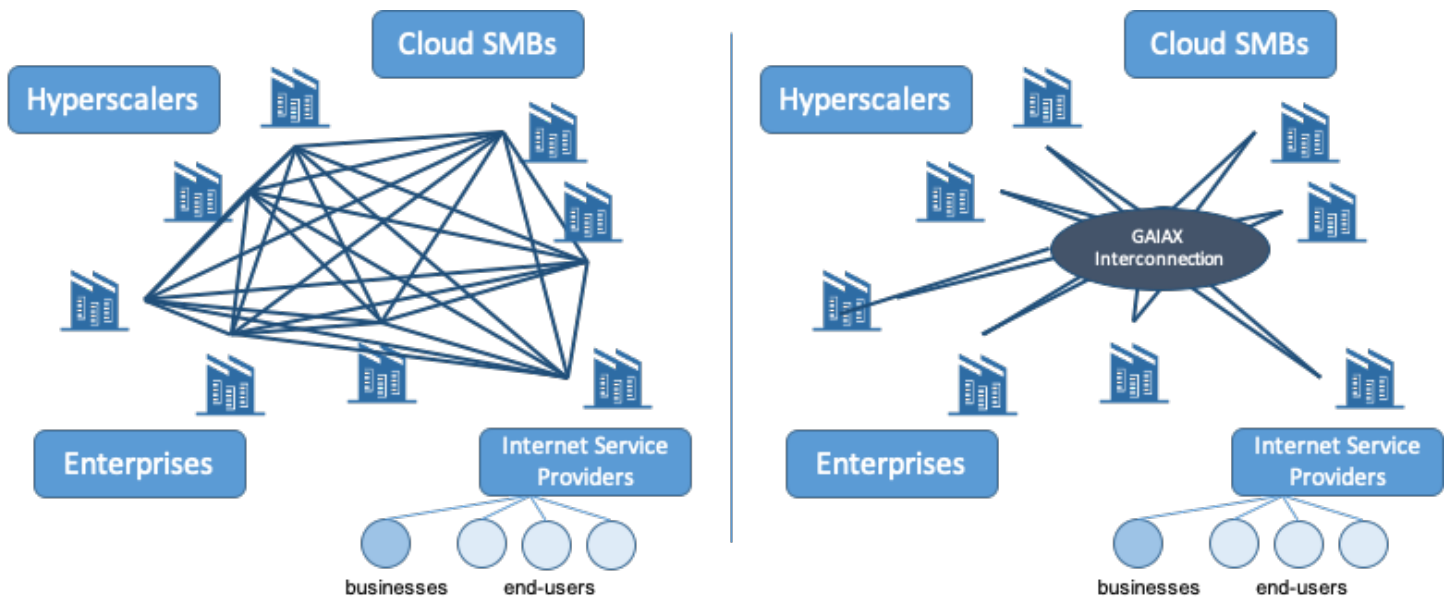 Cloud SMBs
Hyperscalers
Enterprises
Internet Service
Providers
businesses
end-users
Cloud SMBs
Hyperscalers
GAIAX
Interconnection
Enterprises
Internet Service
Providers
businesses
end-users